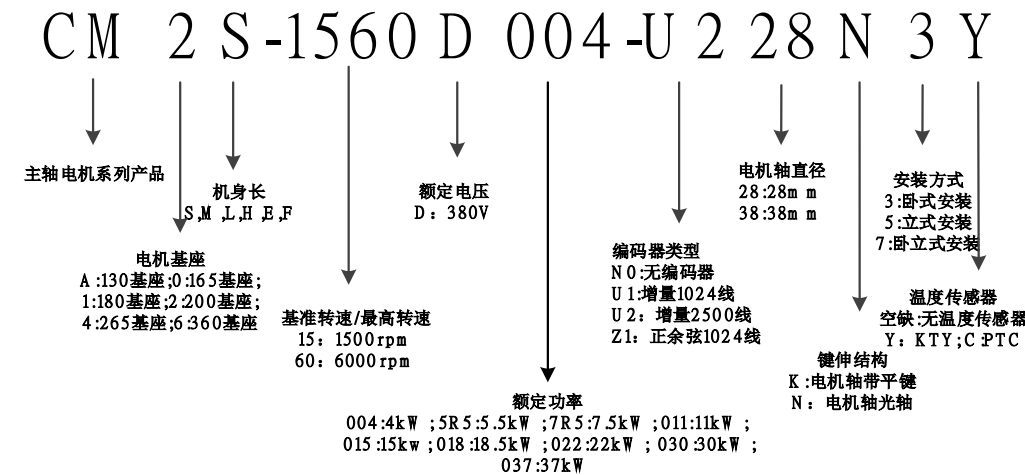 CM 2 S-1560 D 004-U 2 28 N 3 Y
主轴电机系列产品
机身长
S,M,L,H,E,F
电机基座
A:130基座;0:165基座;
1:180基座;2:200基座;
4:265基座;6:360基座
基准转速/最高转速
15: 1500rpm
60: 6000rpm
额定电压
D: 380V
额定功率
004:4kW ;5R5:5.5kW ;7R5:7.5kW ;011:11kW ;
015:15kw ;018:18.5kW ;022:22kW ; 030:30kW ;
037:37kW
编码器类型
N0:无编码器
U1:增量1024线
U2: 增量2500线
Z1: 正余弦1024线
电机轴直径
28:28mm
38:38mm
键伸结构
K:电机轴带平键
N: 电机轴光轴
安装方式
3:卧式安装
5:立式安装
7:卧立式安装
温度传感器
空缺:无温度传感器
Y: KTY;C:PTC